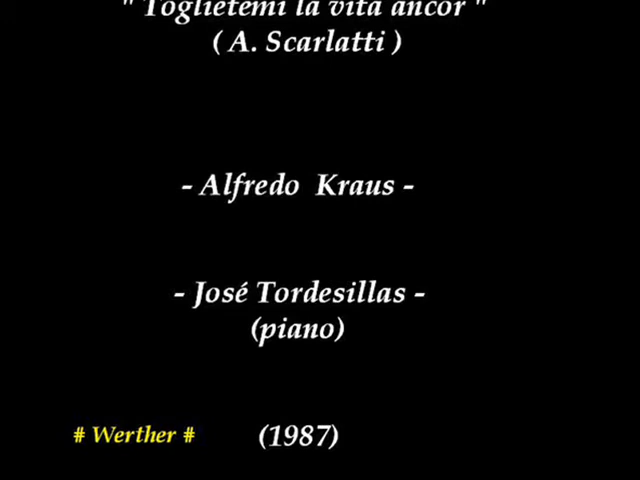 " Toglietemi la vita ancor "
( A. Scarlatti )
- Alfredo Kraus -
- José Tordesillas -
(piano)
# Werther # (1987)